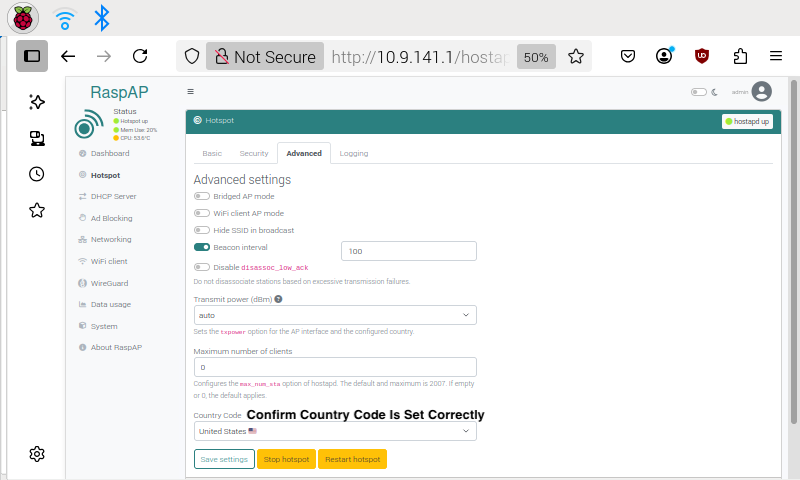 Not Secure
http://10.9.141.1/hostap
50%
RaspAP
Status
Hotspot up
Mem Use: 20%
CPU: 53.6°C
admin
Dashboard
Hotspot
DHCP Server
Ad Blocking
Networking
WiFi client
WireGuard
Data usage
System
About RaspAP
Hotspot
hostapd up
Basic Security Advanced Logging
Advanced settings
Bridged AP mode
WiFi client AP mode
Hide SSID in broadcast
Beacon interval 100
Disable disassoc_low_ack
Do not disassociate stations based on excessive transmission failures.
Transmit power (dBm)
auto
Sets the txpower option for the AP interface and the configured country.
Maximum number of clients
0
Configures the max_num_sta option of hostapd. The default and maximum is 2007. If empty
or 0, the default applies.
Country Code Confirm Country Code Is Set Correctly
United States
Save settings Stop hotspot Restart hotspot